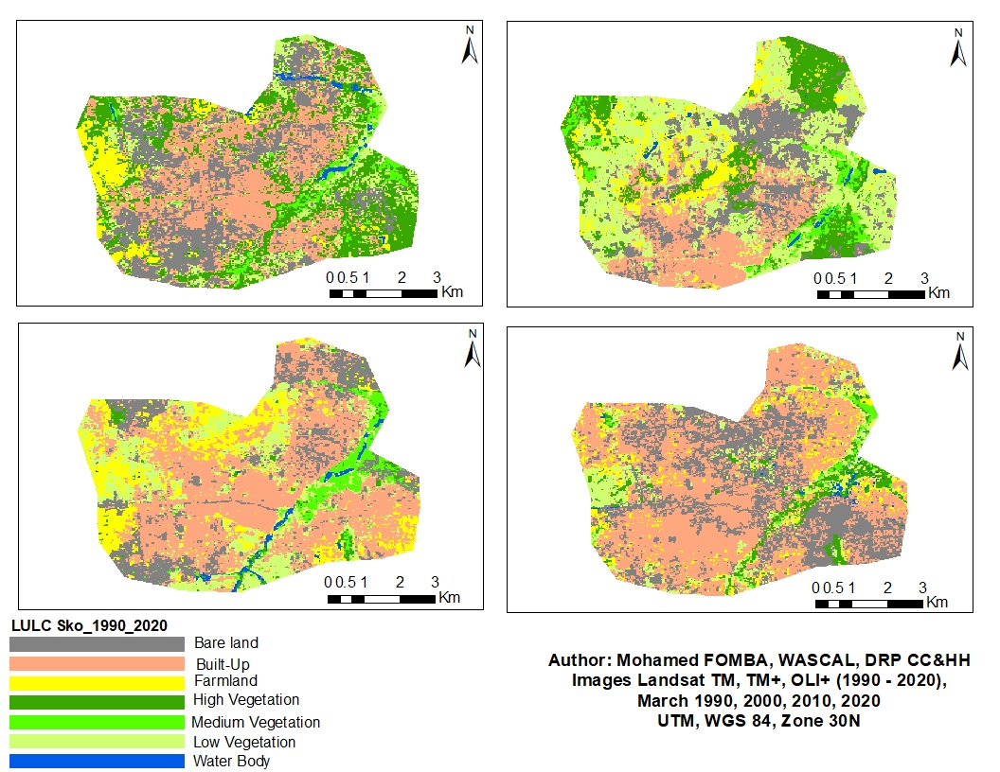 N
0 0.5 1 2 3
Km
N
0 0.5 1 2 3
Km
N
0 0.5 1 2 3
Km
N
0 0.5 1 2 3
Km
LULC Sko_1990_2020
Bare land
Built-Up
Farmland
High Vegetation
Medium Vegetation
Low Vegetation
Water Body
Author: Mohamed FOMBA, WASCAL, DRP CC&HH
Images Landsat TM, TM+, OLI+ (1990 - 2020),
March 1990, 2000, 2010, 2020
UTM, WGS 84, Zone 30N